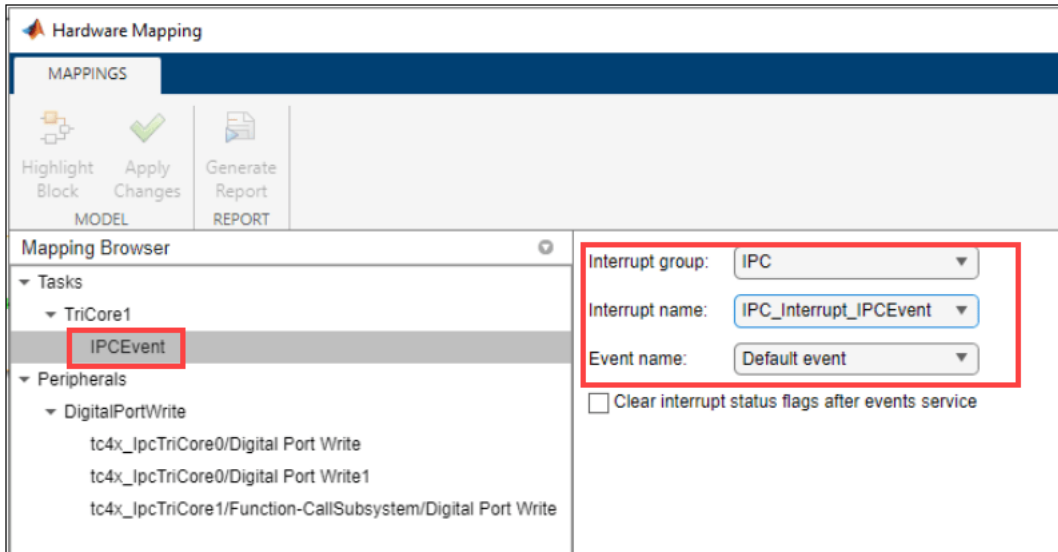 Hardware Mapping
MAPPINGS
Highlight Block
Apply Changes
Generate Report
MODEL
REPORT
Mapping Browser
Tasks
TriCore1
IPCEvent
Peripherals
DigitalPortWrite
tc4x_IpcTriCore0/Digital Port Write
tc4x_IpcTriCore0/Digital Port Write1
tc4x_IpcTriCore1/Function-CallSubsystem/Digital Port Write
Interrupt group: IPC
Interrupt name: IPC_Interrupt_IPCEvent
Event name: Default event
Clear interrupt status flags after events service